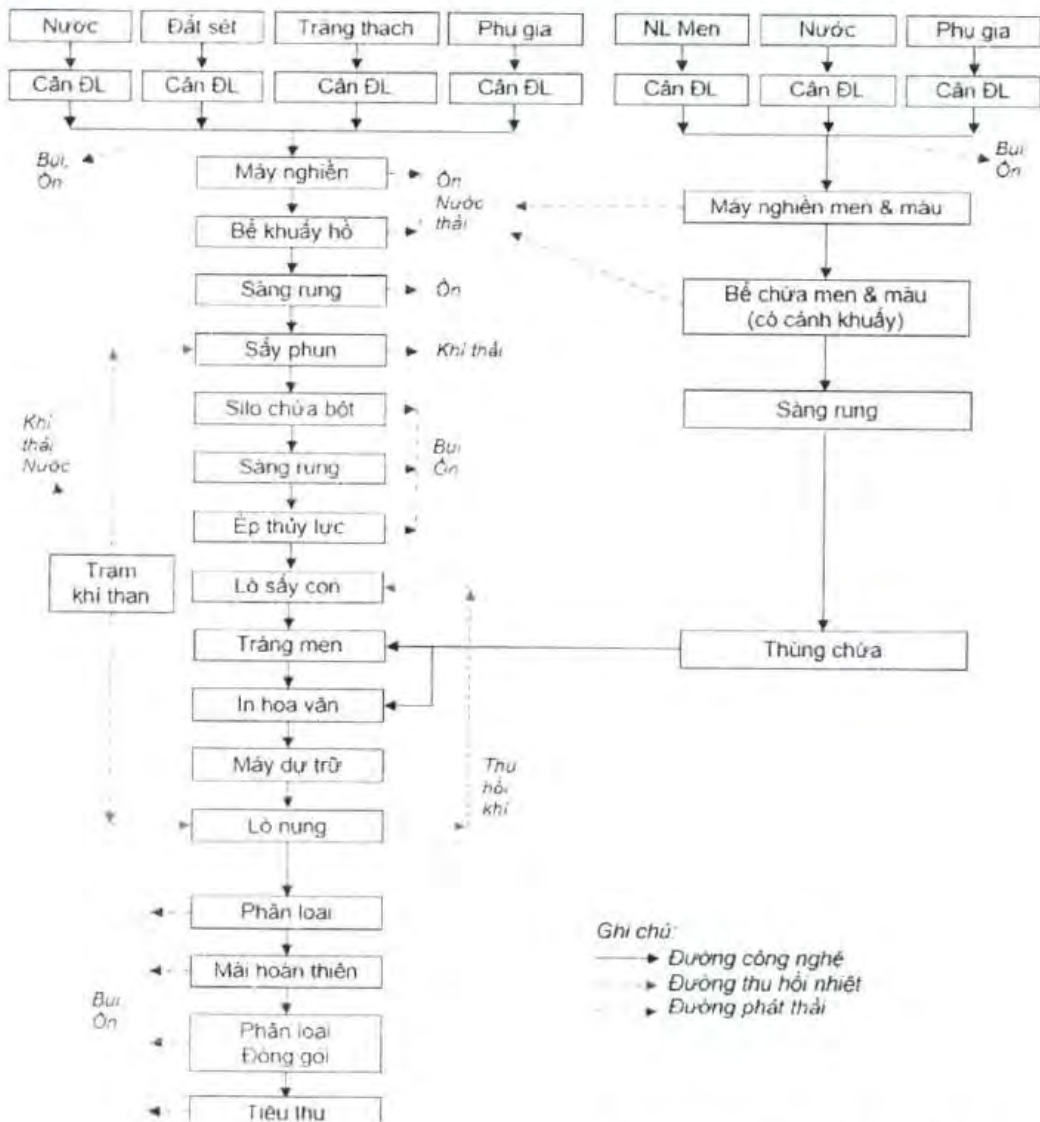 Nước Đất sét Tràng thạch Phụ gia NL Men Nước Phụ gia
Cân ĐL Cân ĐL Cân ĐL Cân ĐL Cân ĐL Cân ĐL Cân ĐL
Bụi,
Ồn
Máy nghiền
Ồn
Nước
thải
Bể khuấy hồ
Sàng rung
Ồn
Sấy phun
Khí thải
Silo chứa bột
Sàng rung
Bụi
Ồn
Ép thủy lực
Khí
thải
Nước
Trạm
khí than
Lò sấy con
Tráng men
In hoa văn
Máy dự trữ
Lò nung
Thu
hồi
khí
Phân loại
Mài hoàn thiện
Bụi
Ồn
Phân loại
Đóng gói
Tiêu thụ
Bụi
Ồn
Máy nghiền men & màu
Bể chứa men & màu
(có cánh khuấy)
Sàng rung
Thùng chứa
Ghi chú:
Đường công nghệ
Đường thu hồi nhiệt
Đường phát thải